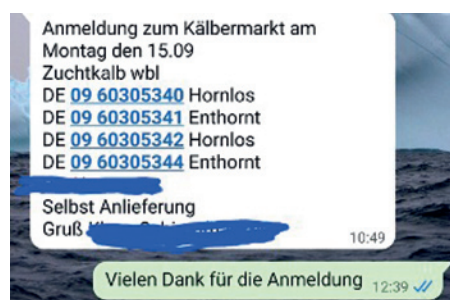 Anmeldung zum Kälbermarkt am
Montag den 15.09
Zuchtkalb wbl
DE 09 60305340 Hornlos
DE 09 60305341 Enthornt
DE 09 60305342 Hornlos
DE 09 60305344 Enthornt
Selbst Anlieferung
Gruß
10:49
Vielen Dank für die Anmeldung 12:39